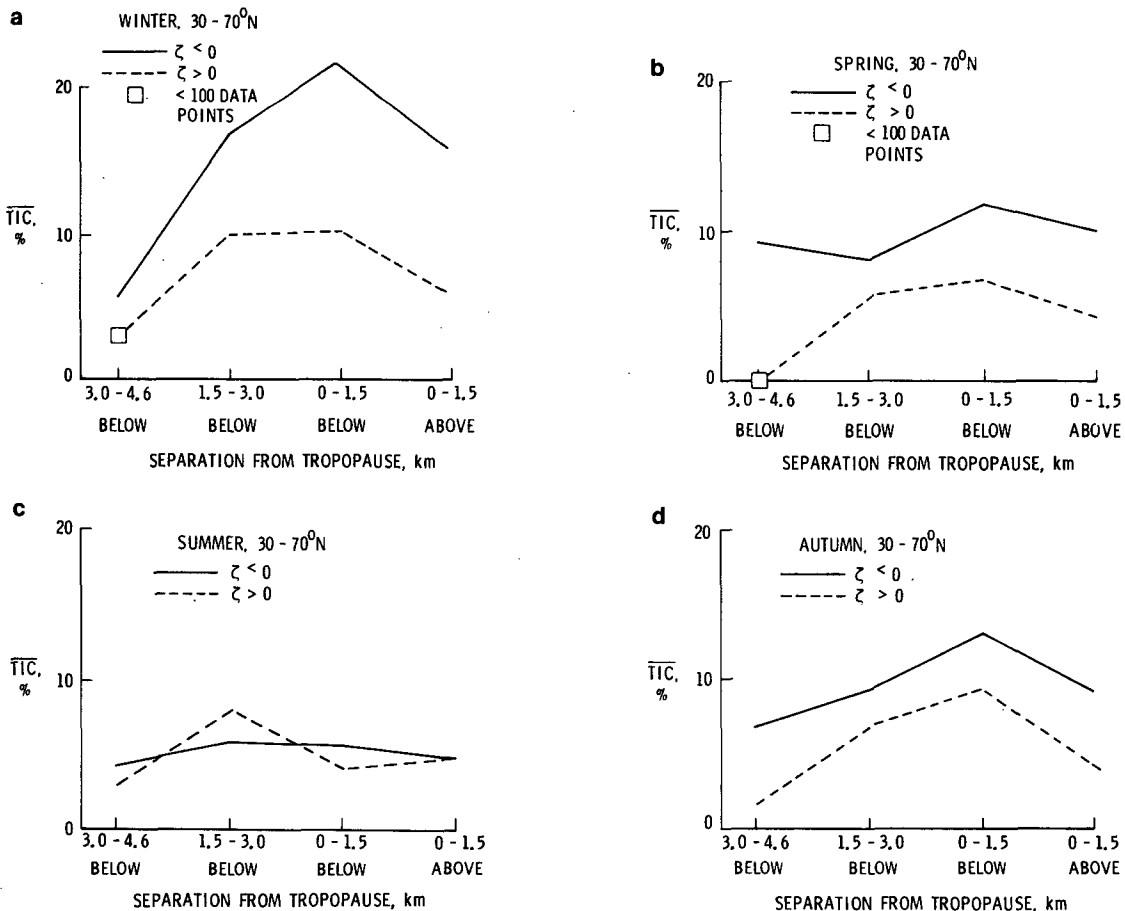 a
WINTER, 30 - 70⁰N
ζ < 0
ζ > 0
< 100 DATA
POINTS
20
10
0
TIC,
%
3.0 - 4.6
1.5 - 3.0
0 - 1.5
0 - 1.5
BELOW
BELOW
BELOW
ABOVE
SEPARATION FROM TROPOPAUSE, km
b
SPRING, 30 - 70⁰N
ζ < 0
ζ > 0
< 100 DATA
POINTS
20
10
0
TIC,
%
3.0 - 4.6
1.5 - 3.0
0 - 1.5
0 - 1.5
BELOW
BELOW
BELOW
ABOVE
SEPARATION FROM TROPOPAUSE, km
c
SUMMER, 30 - 70⁰N
ζ < 0
ζ > 0
20
10
0
TIC,
%
3.0 - 4.6
1.5 - 3.0
0 - 1.5
0 - 1.5
BELOW
BELOW
BELOW
ABOVE
SEPARATION FROM TROPOPAUSE, km
d
AUTUMN, 30 - 70⁰N
ζ < 0
ζ > 0
20
10
0
TIC,
%
3.0 - 4.6
1.5 - 3.0
0 - 1.5
0 - 1.5
BELOW
BELOW
BELOW
ABOVE
SEPARATION FROM TROPOPAUSE, km